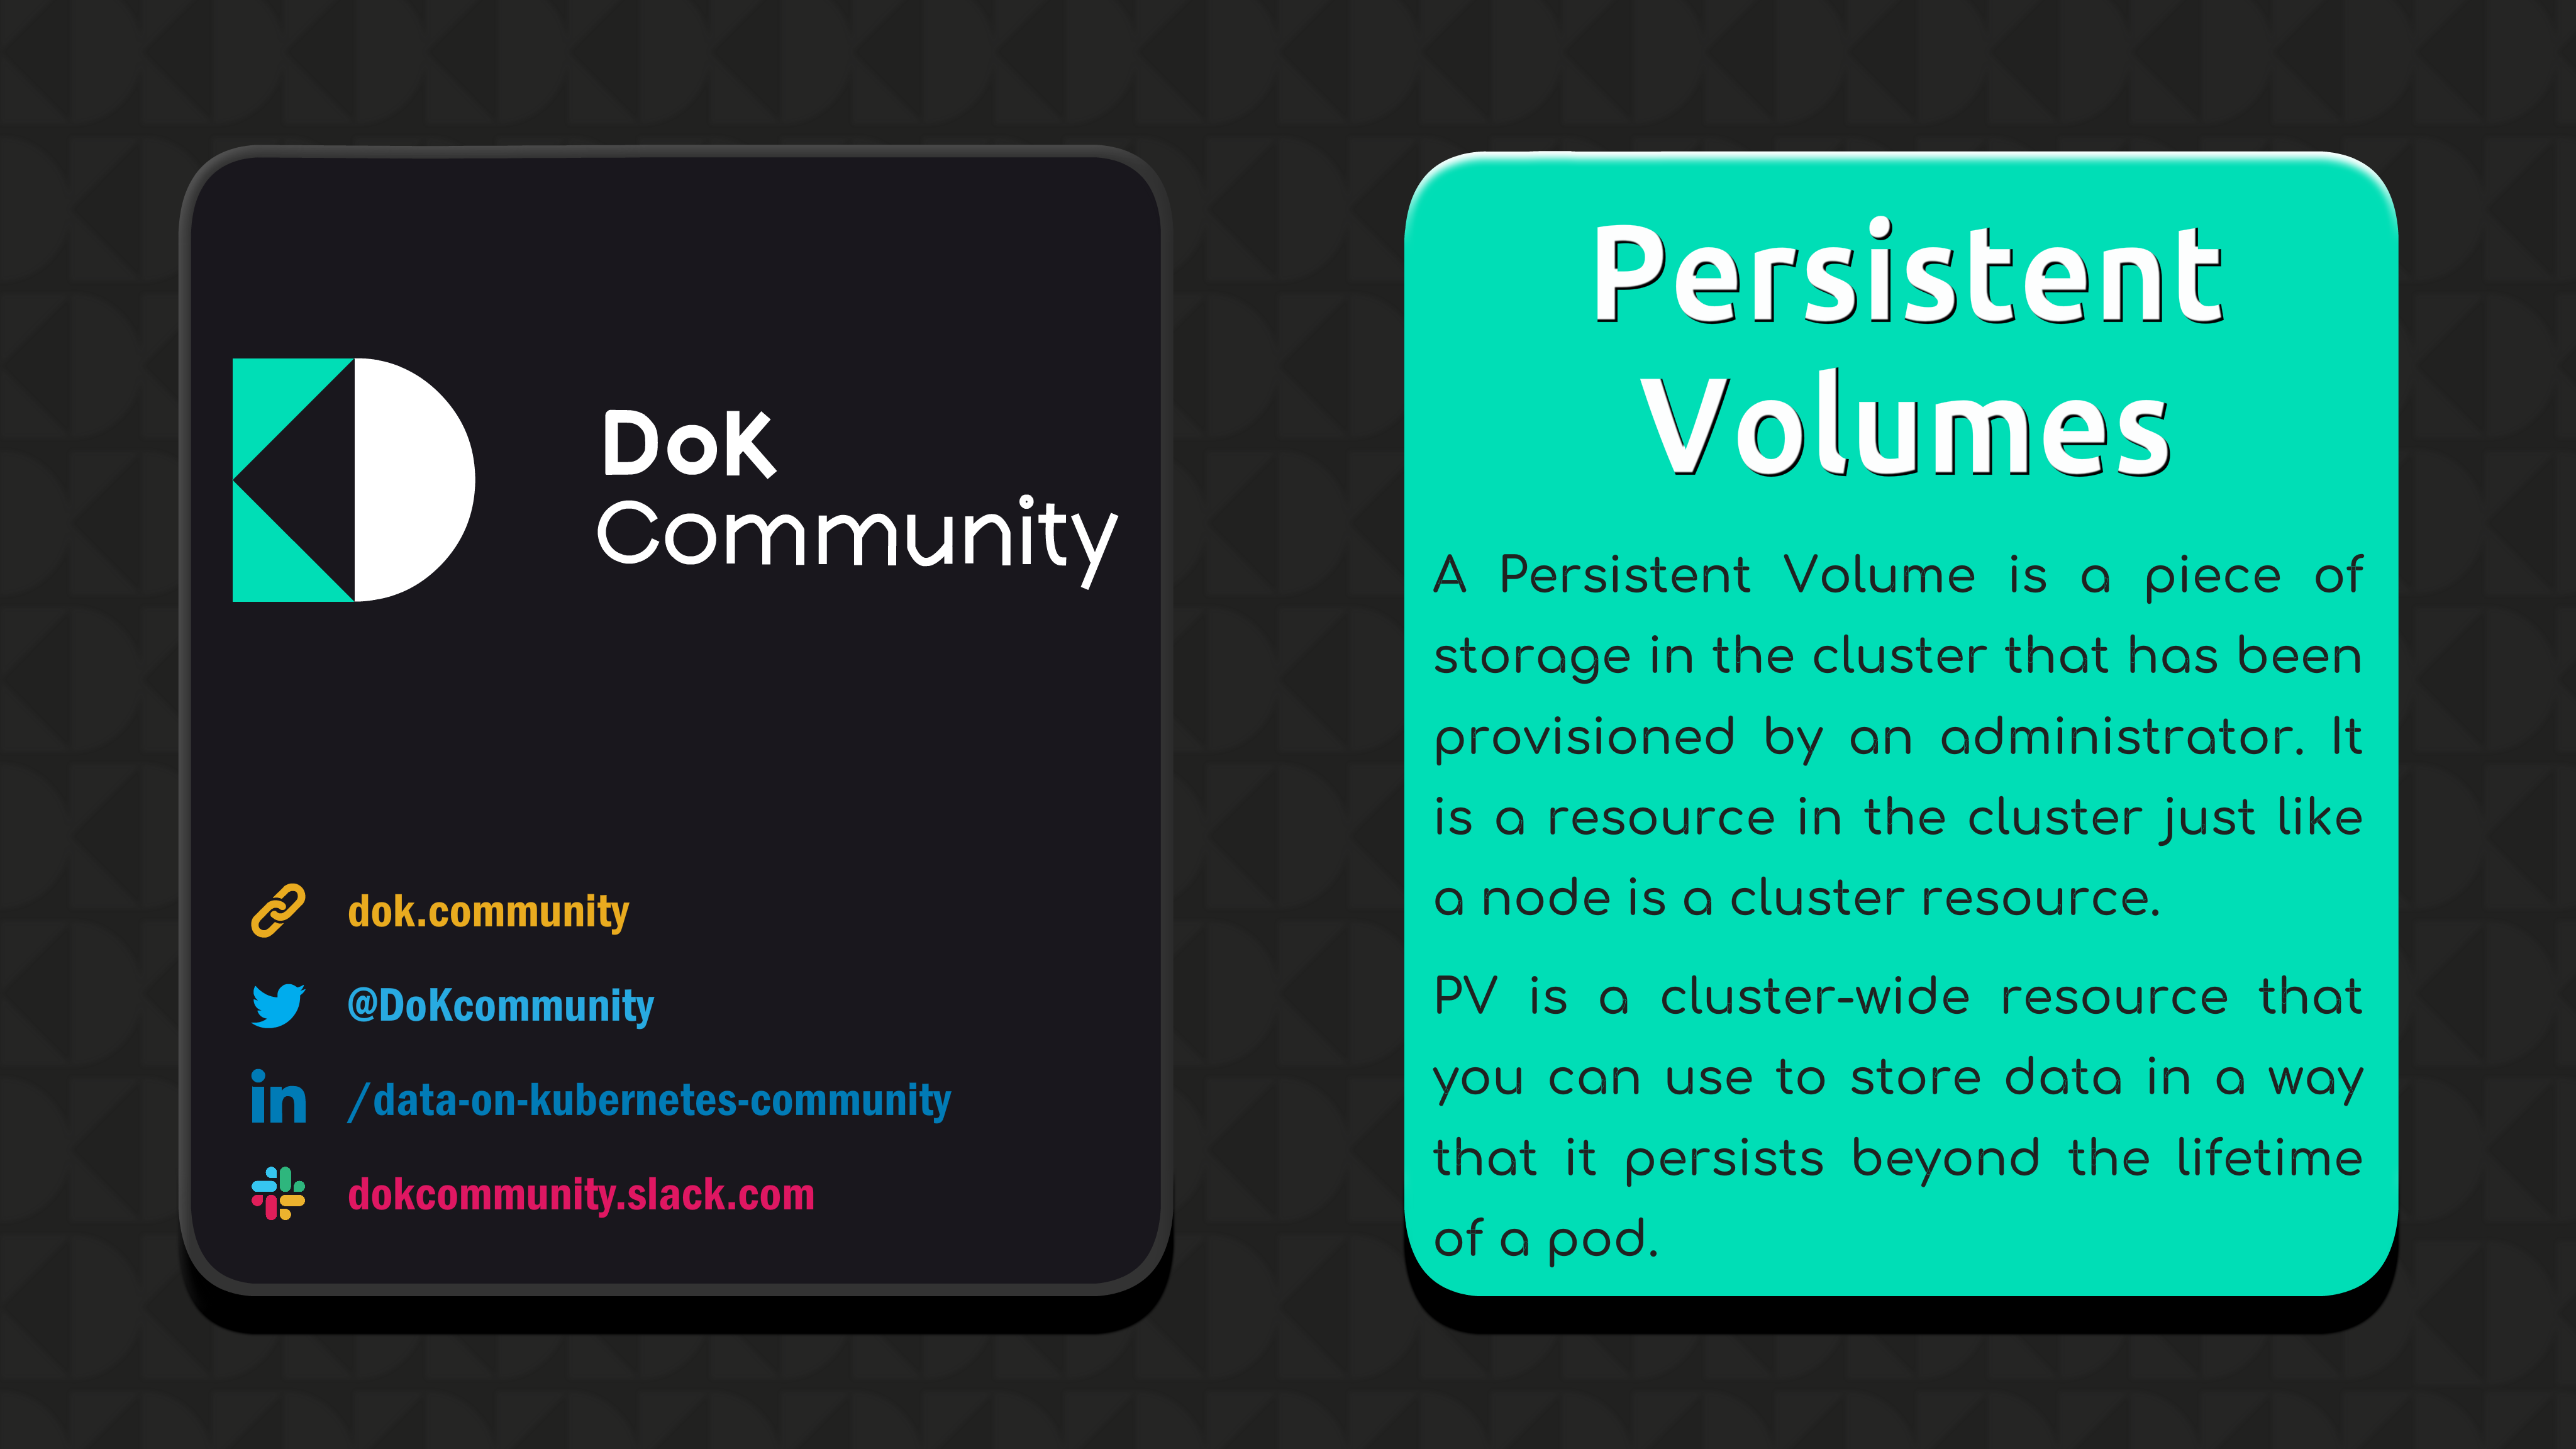 DoK
Community
dok.community
@DoKcommunity
/data-on-kubernetes-community
dokcommunity.slack.com
Persistent
Volumes
A Persistent Volume is a piece of
storage in the cluster that has been
provisioned by an administrator. It
is a resource in the cluster just like
a node is a cluster resource.
PV is a cluster-wide resource that
you can use to store data in a way
that it persists beyond the lifetime
of a pod.